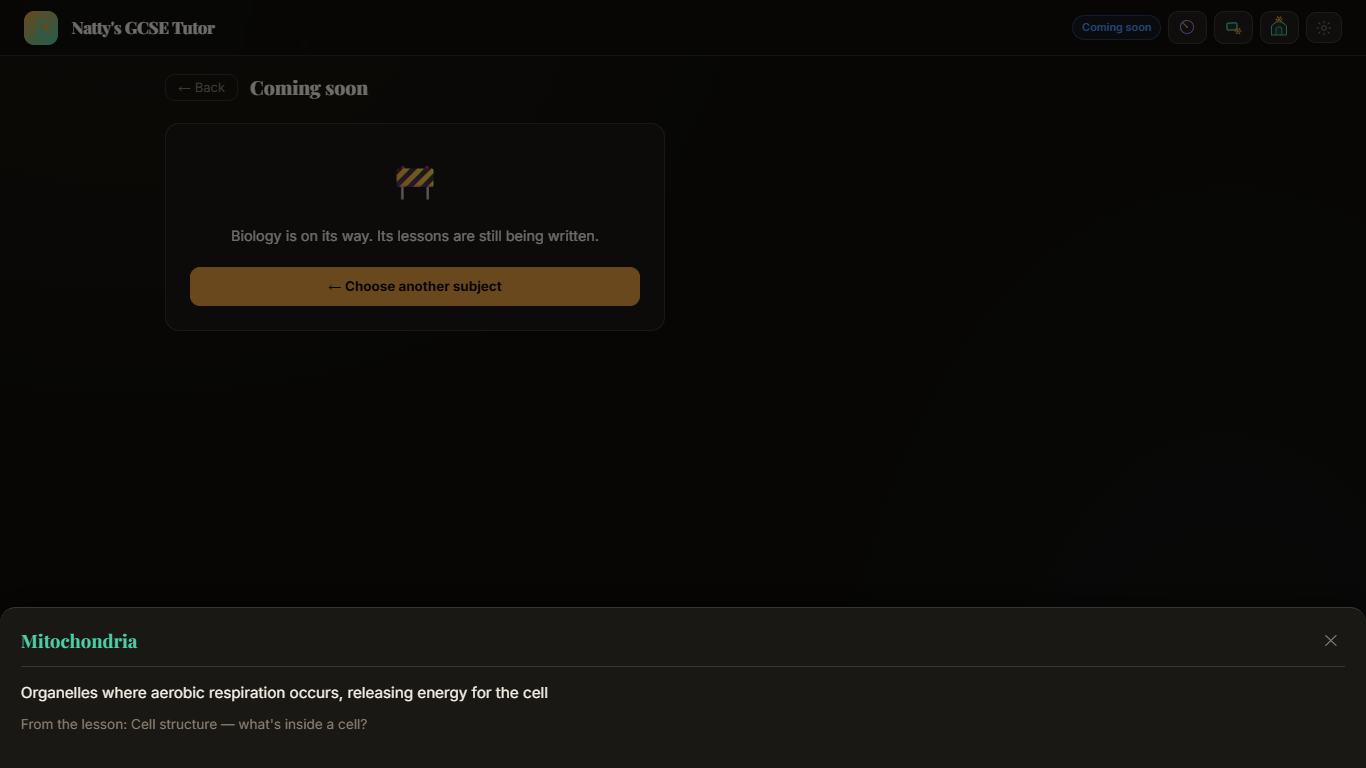 Natty's GCSE Tutor
Coming soon
← Back
Coming soon
Biology is on its way. Its lessons are still being written.
← Choose another subject
Mitochondria
Organelles where aerobic respiration occurs, releasing energy for the cell
From the lesson: Cell structure — what's inside a cell?